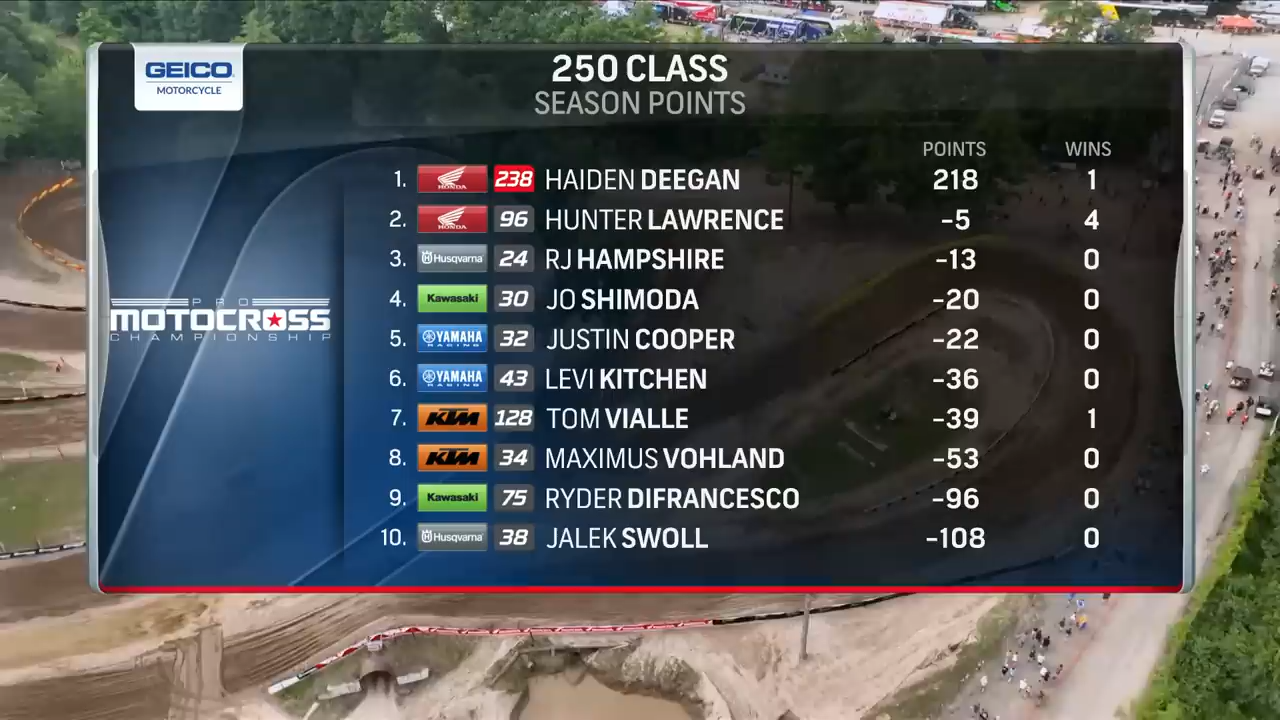 GEICO
MOTORCYCLE
250 CLASS
SEASON POINTS
POINTS WINS
1. HONDA 238 HAIDEN DEEGAN 218 1
2. HONDA 96 HUNTER LAWRENCE -5 4
3. Husqvarna 24 RJ HAMPSHIRE -13 0
4. Kawasaki 30 JO SHIMODA -20 0
5. YAMAHA RACING 32 JUSTIN COOPER -22 0
6. YAMAHA RACING 43 LEVI KITCHEN -36 0
7. KTM 128 TOM VIALLE -39 1
8. KTM 34 MAXIMUS VOHLAND -53 0
9. Kawasaki 75 RYDER DIFRANCESCO -96 0
10. Husqvarna 38 JALEK SWOLL -108 0
PRO
MOTOCROSS
CHAMPIONSHIP